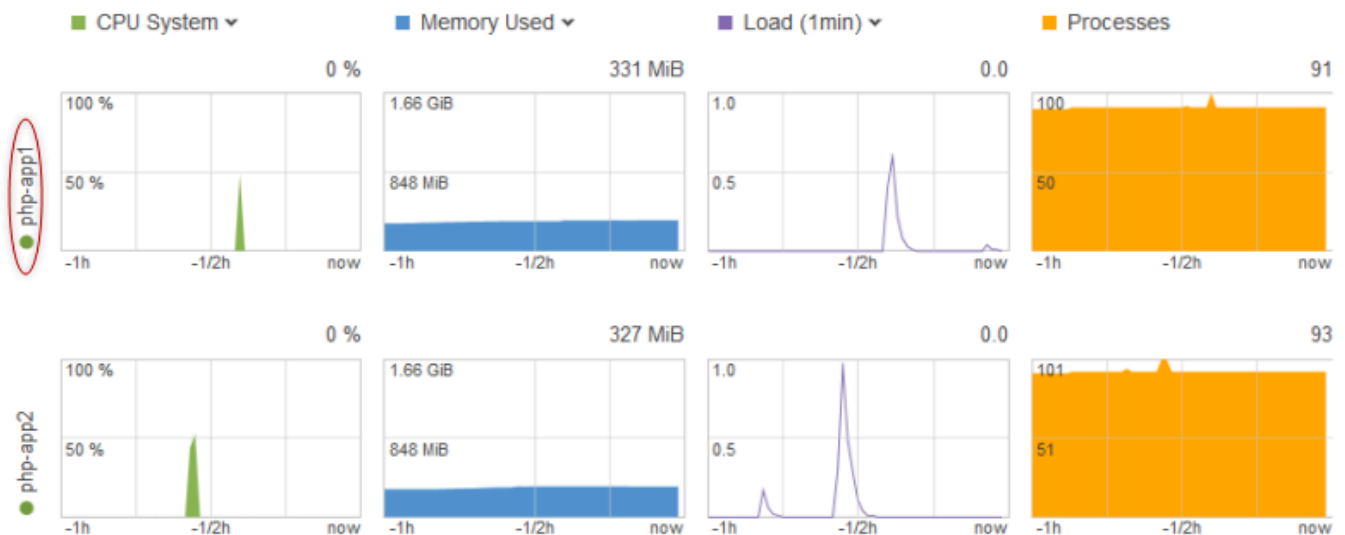 CPU System Memory Used Load (1min) Processes
0 % 331 MiB 0.0 91
100 % 1.66 GiB 1.0 100
php-app1
50 % 848 MiB 0.5 50
-1h -1/2h now -1h -1/2h now -1h -1/2h now -1h -1/2h now
0 % 327 MiB 0.0 93
100 % 1.66 GiB 1.0 101
php-app2
50 % 848 MiB 0.5 51
-1h -1/2h now -1h -1/2h now -1h -1/2h now -1h -1/2h now